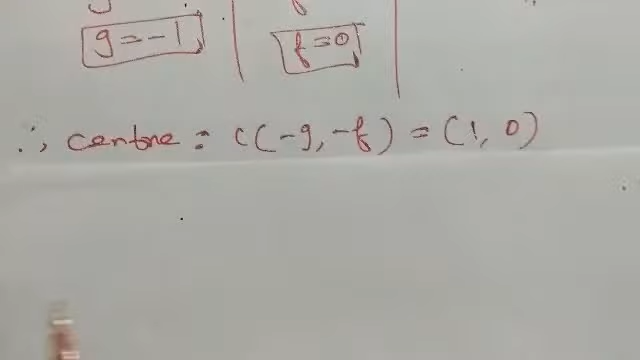 g = -1 f = 0
∴ centre : C(-g, -f) = (1, 0)